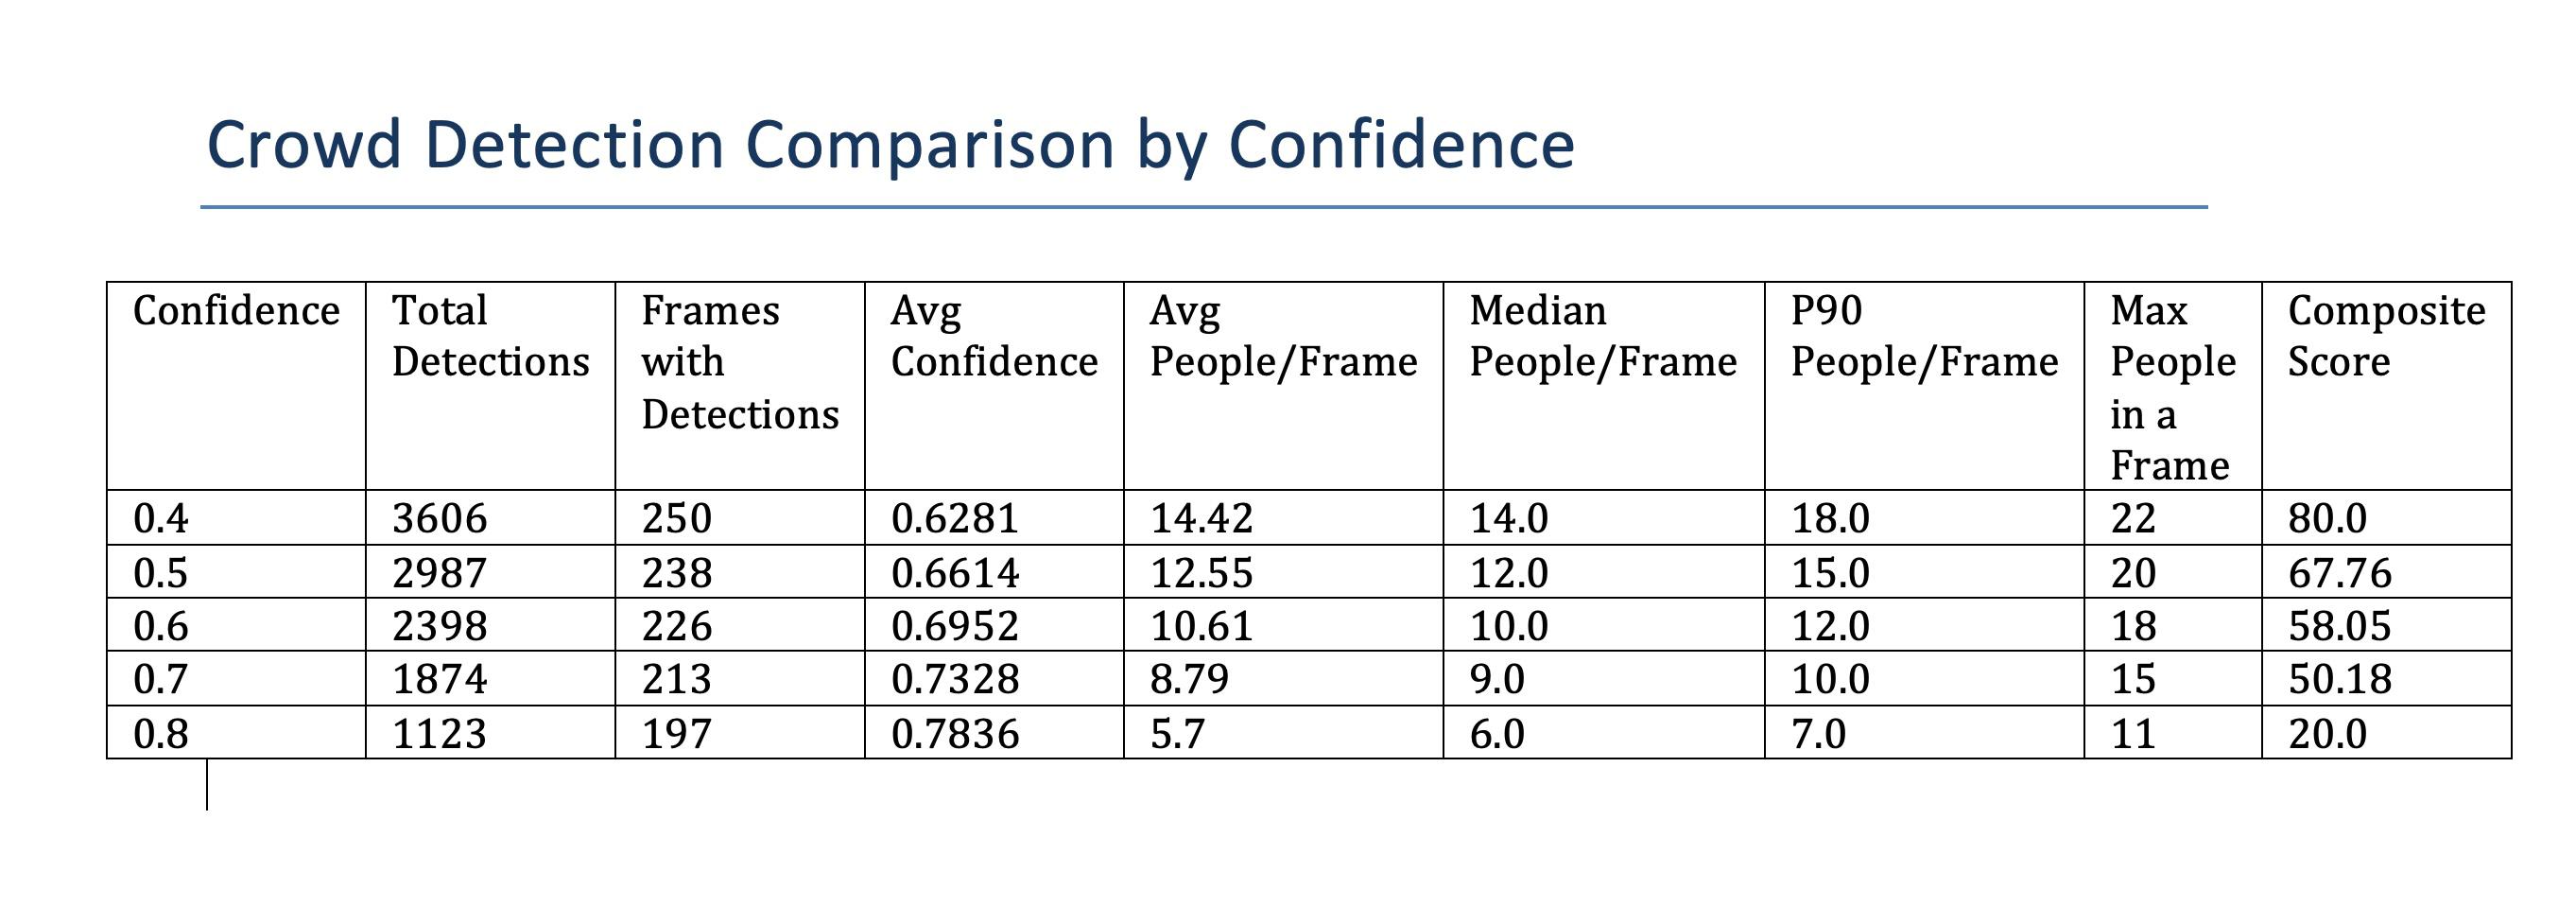 Crowd Detection Comparison by Confidence
Confidence Total Detections Frames with Detections Avg Confidence Avg People/Frame Median People/Frame P90 People/Frame Max People in a Frame Composite Score
0.4 3606 250 0.6281 14.42 14.0 18.0 22 80.0
0.5 2987 238 0.6614 12.55 12.0 15.0 20 67.76
0.6 2398 226 0.6952 10.61 10.0 12.0 18 58.05
0.7 1874 213 0.7328 8.79 9.0 10.0 15 50.18
0.8 1123 197 0.7836 5.7 6.0 7.0 11 20.0